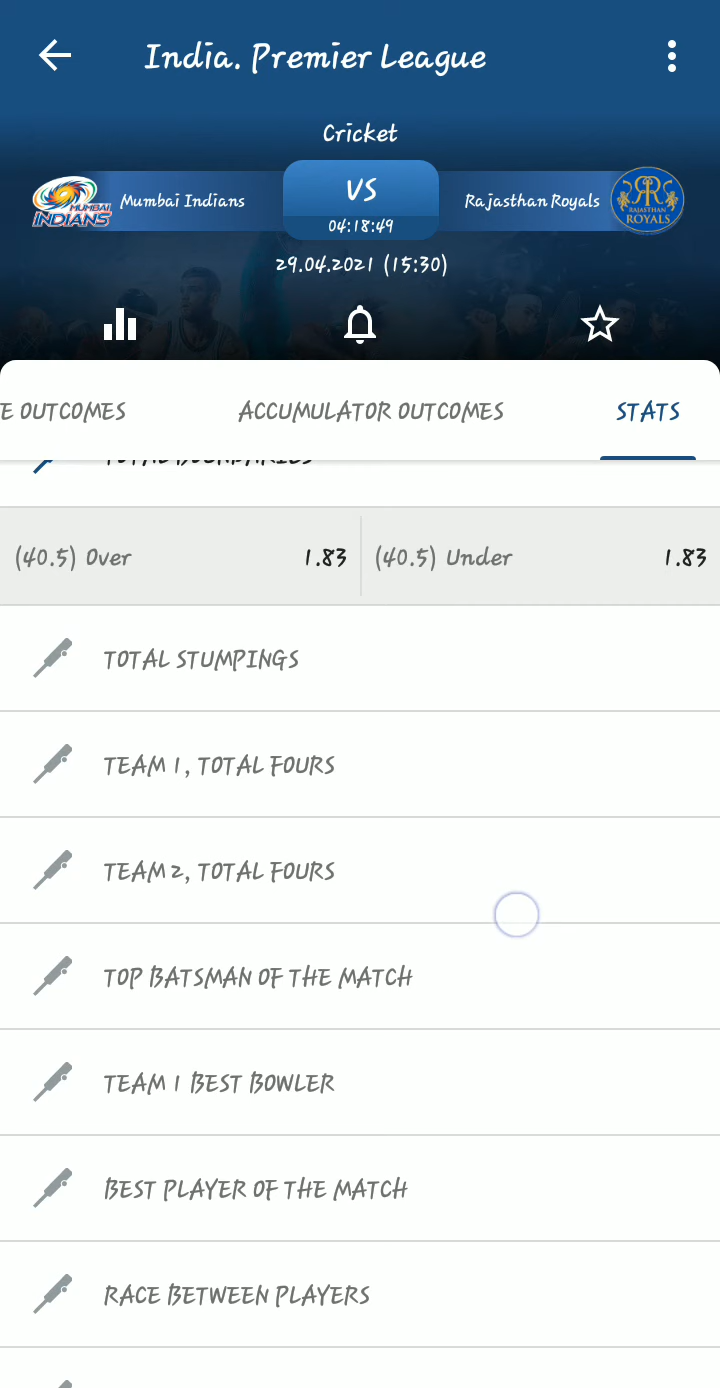 India. Premier League
Cricket
MUMBAI
INDIANS
Mumbai Indians
VS
Rajasthan Royals
RR
RAJASTHAN
ROYALS
04:18:49
29.04.2021 (15:30)
E OUTCOMES
ACCUMULATOR OUTCOMES
STATS
TOTAL BOUNDARIES
(40.5) Over
1.83
(40.5) Under
1.83
TOTAL STUMPINGS
TEAM 1, TOTAL FOURS
TEAM 2, TOTAL FOURS
TOP BATSMAN OF THE MATCH
TEAM 1 BEST BOWLER
BEST PLAYER OF THE MATCH
RACE BETWEEN PLAYERS